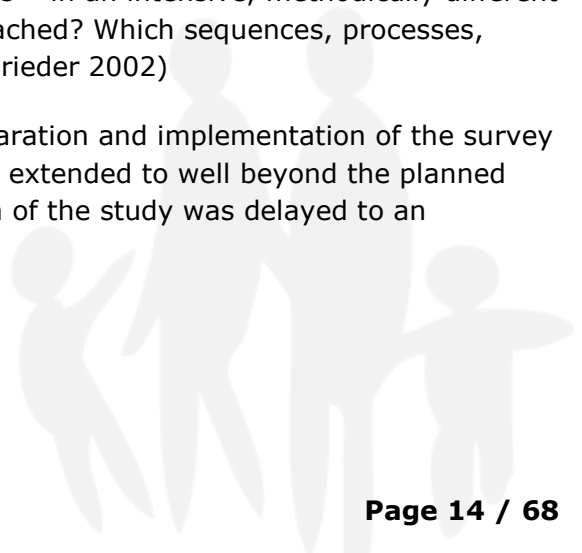 in an intensive, methodically different
ached? Which sequences, processes,
rieder 2002)
aration and implementation of the survey
extended to well beyond the planned
of the study was delayed to an
Page 14 / 68